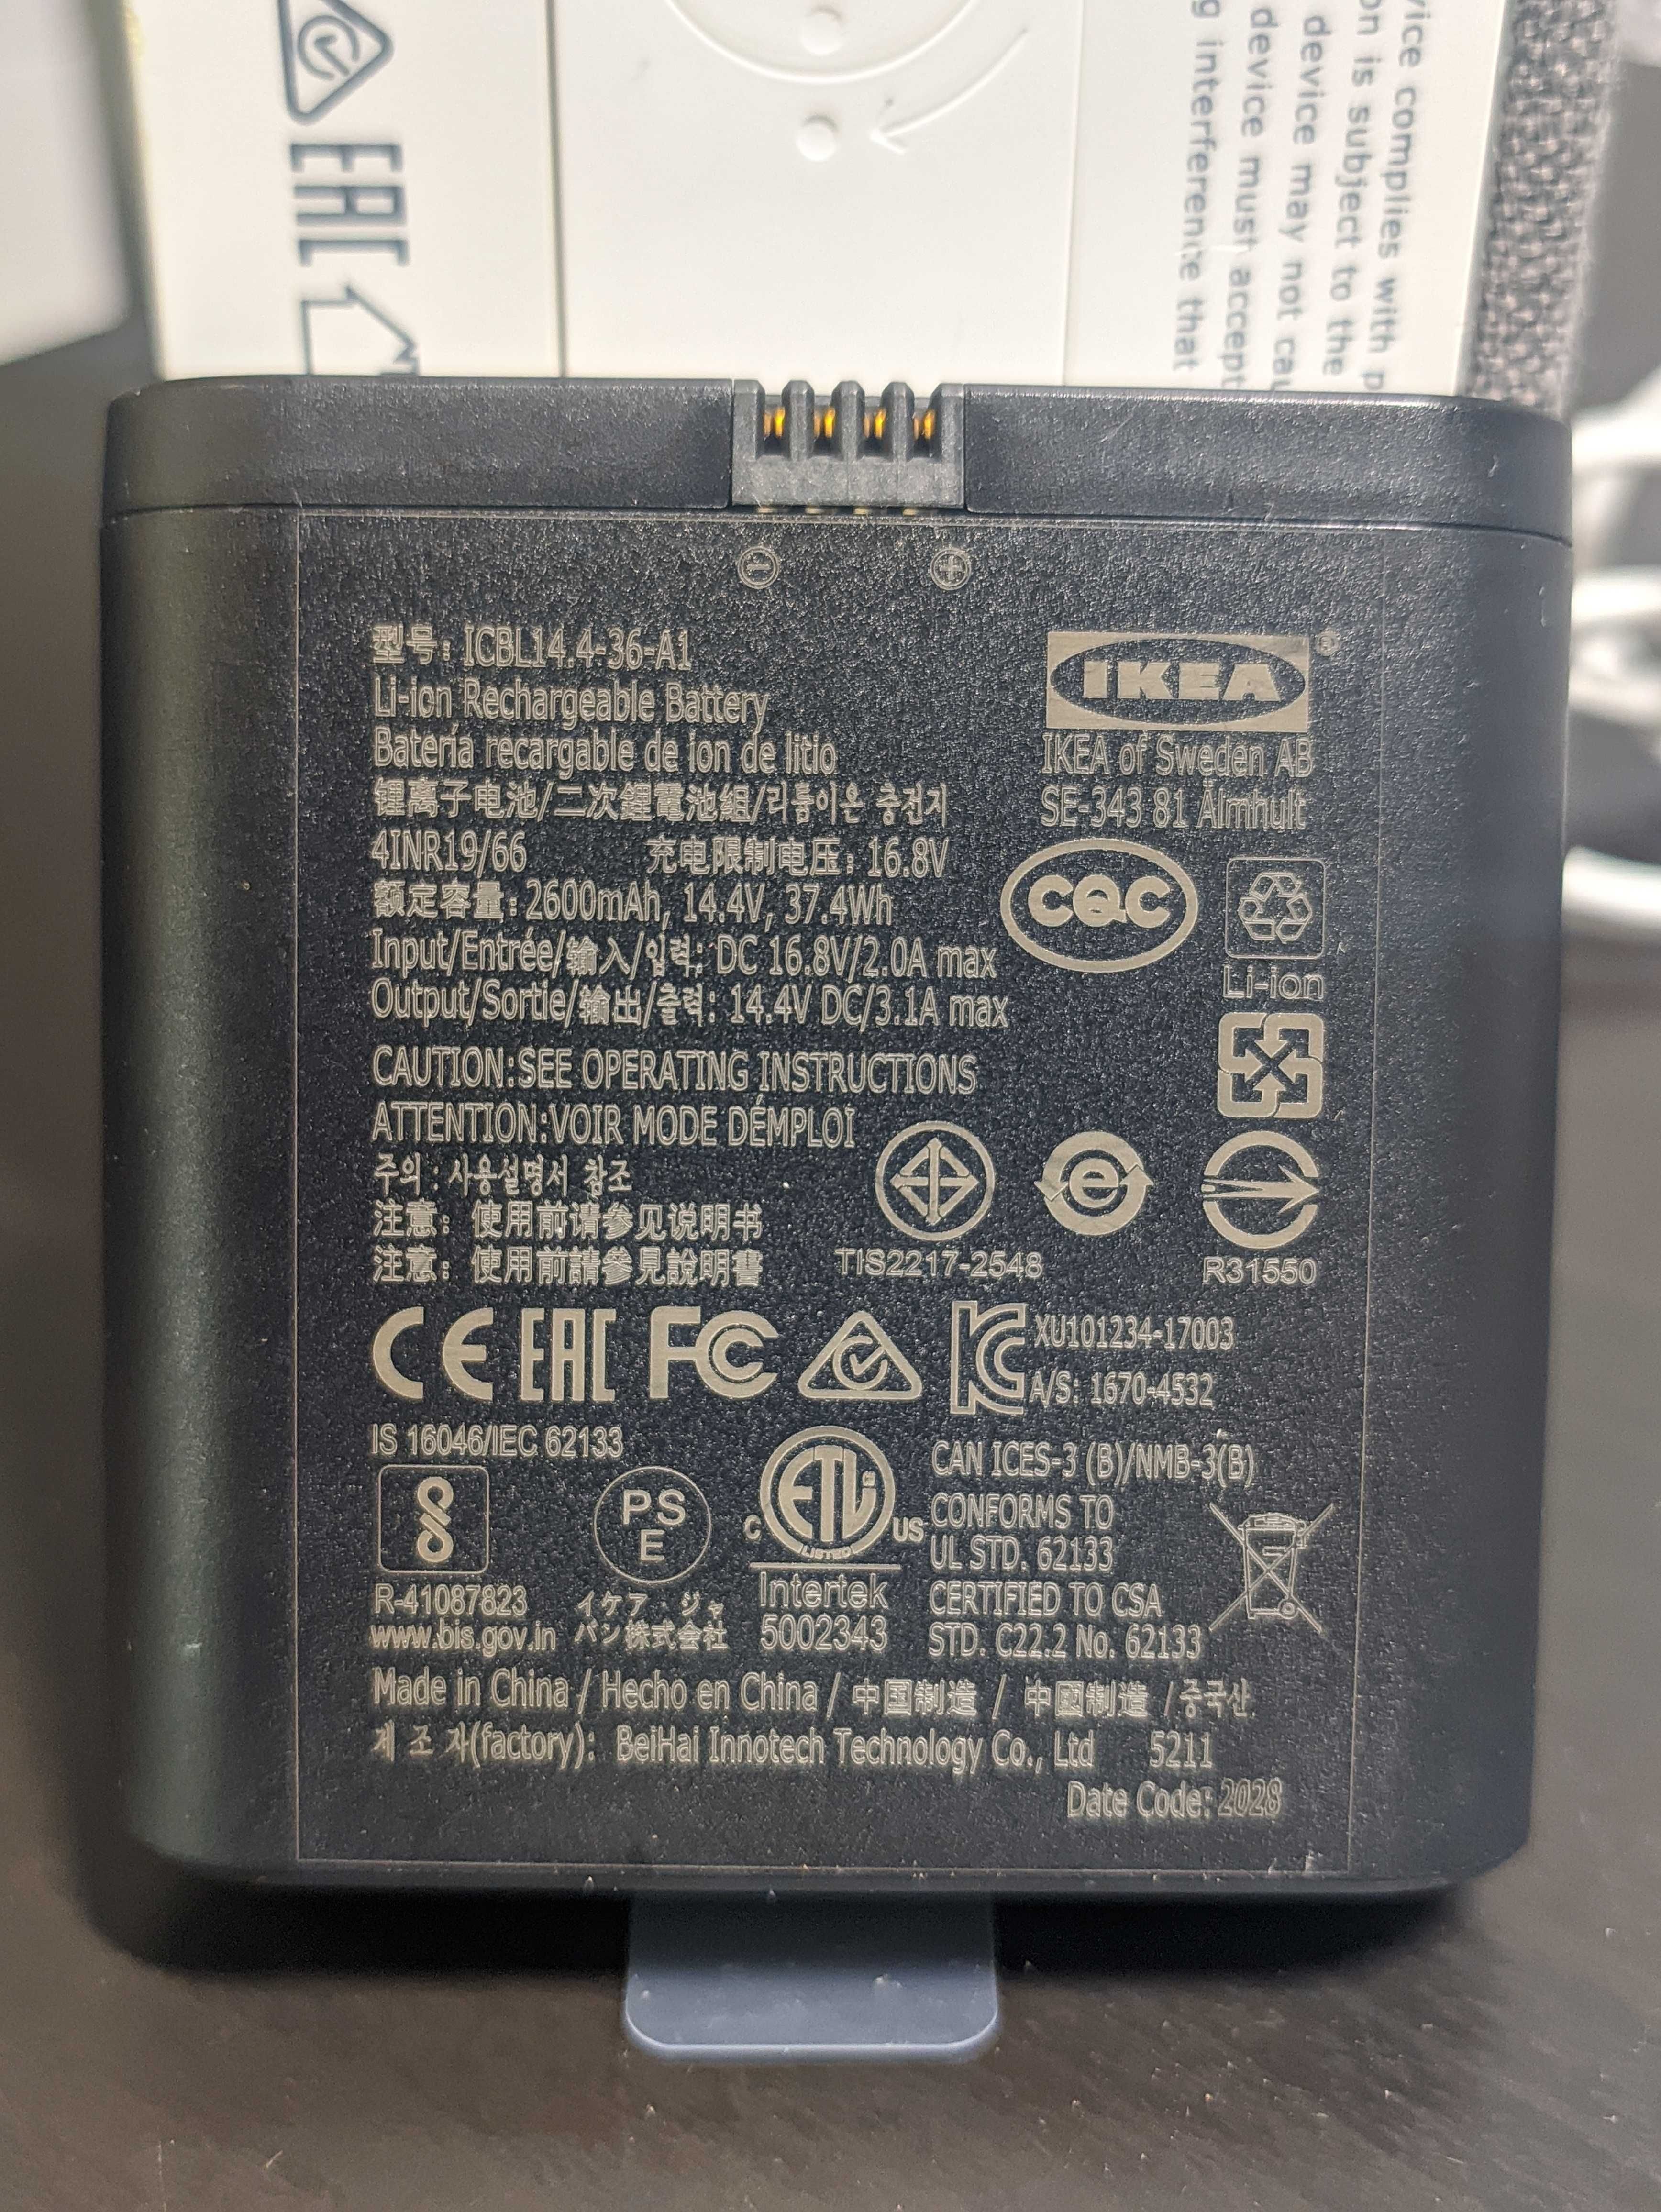 EAC
vice complies with p
on is subject to the
device may not cau
device must accept
g interference that
型号: ICBL14.4-36-A1
Li-ion Rechargeable Battery
Batería recargable de ion de litio
锂离子电池/二次鋰電池組/리튬이온 충전지
4INR19/66 充电限制电压: 16.8V
额定容量: 2600mAh, 14.4V, 37.4Wh
Input/Entrée/输入/입력: DC 16.8V/2.0A max
Output/Sortie/输出/출력: 14.4V DC/3.1A max
IKEA®
IKEA of Sweden AB
SE-343 81 Älmhult
CQC
Li-ion
CAUTION:SEE OPERATING INSTRUCTIONS
ATTENTION:VOIR MODE DÉMPLOI
주의: 사용설명서 참조
注意: 使用前请参见说明书
注意: 使用前請參見說明書
TIS2217-2548
e
R31550
CE EAC FC KC
XU101234-17003
A/S: 1670-4532
IS 16046/IEC 62133
R-41087823
www.bis.gov.in
PS
E
イケア・ジャ
パン株式会社
C ETL US
LISTED
Intertek
5002343
CAN ICES-3 (B)/NMB-3(B)
CONFORMS TO
UL STD. 62133
CERTIFIED TO CSA
STD. C22.2 No. 62133
Made in China / Hecho en China / 中国制造 / 中國制造 /중국산
제 조 자(factory): BeiHai Innotech Technology Co., Ltd 5211
Date Code: 2028